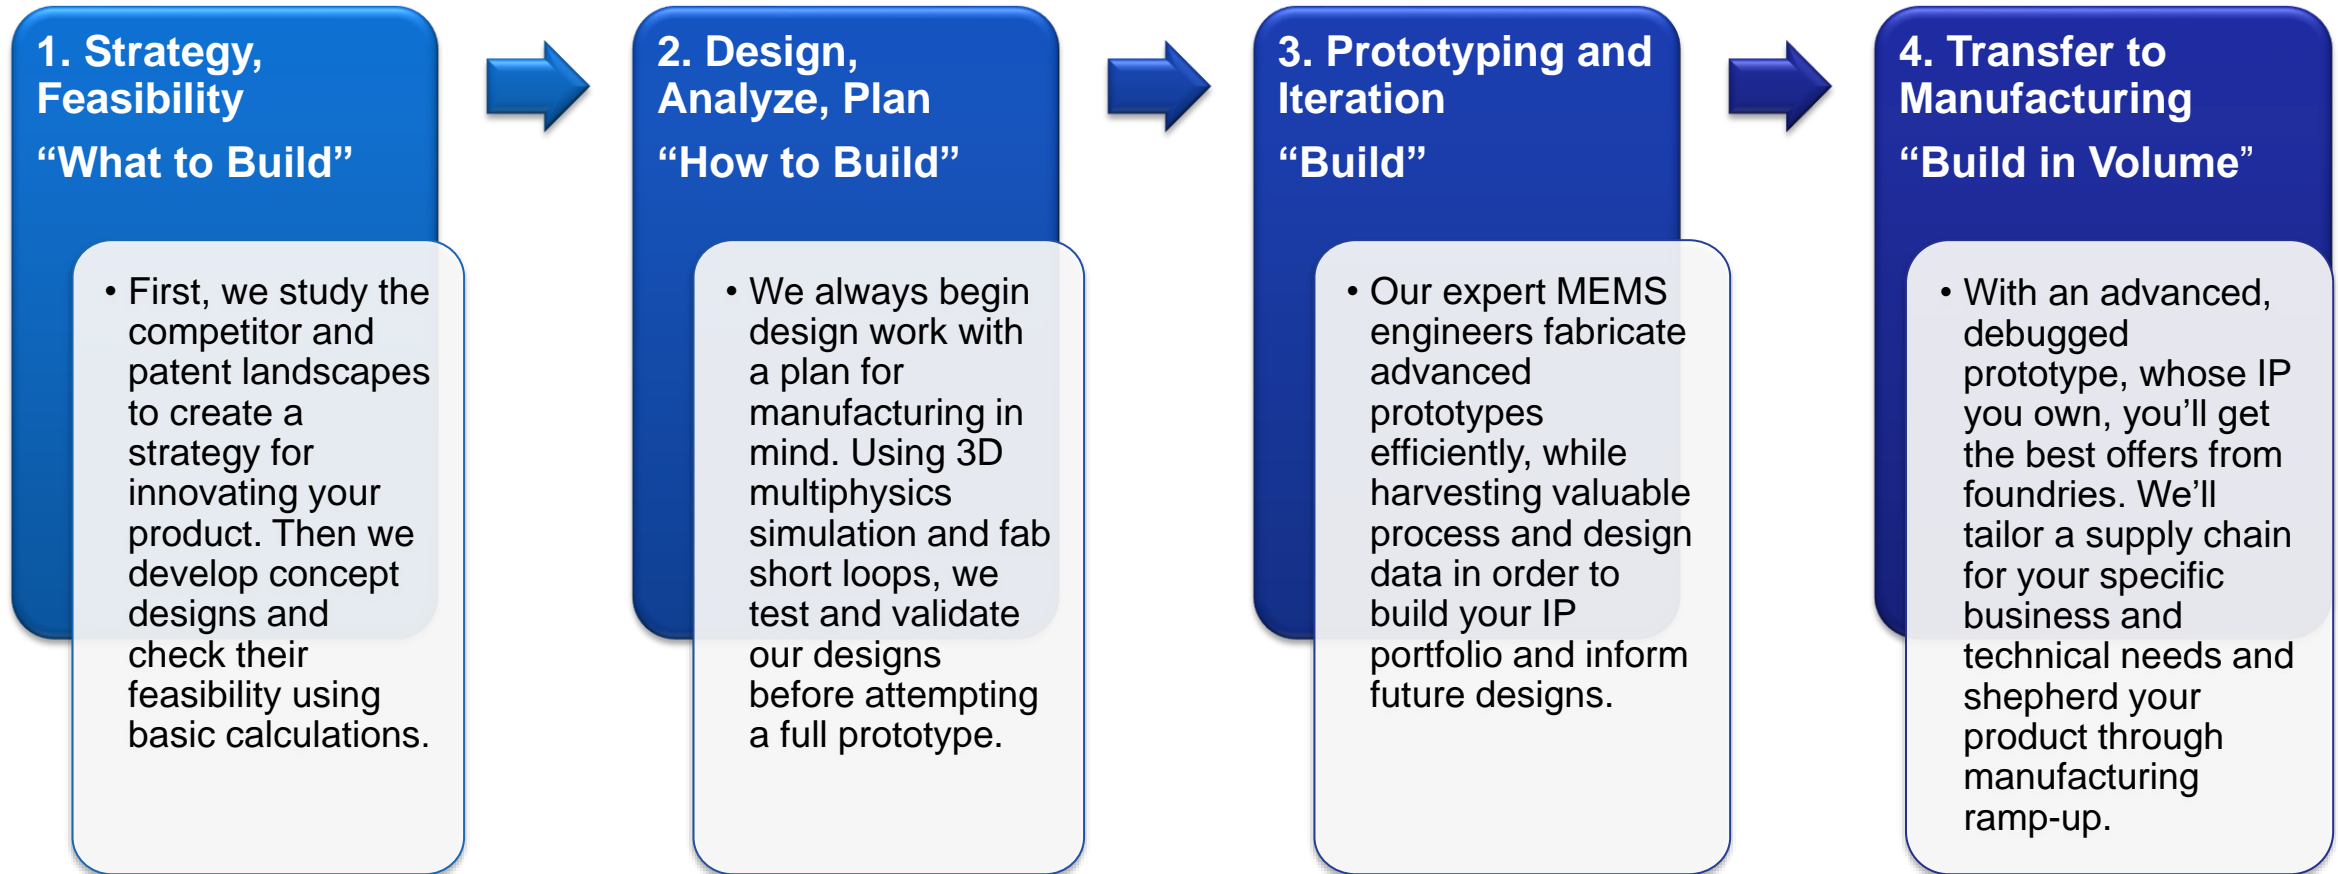 1. Strategy,
Feasibility
“What to Build”
• First, we study the
competitor and
patent landscapes
to create a
strategy for
innovating your
product. Then we
develop concept
designs and
check their
feasibility using
basic calculations.
2. Design,
Analyze, Plan
“How to Build”
• We always begin
design work with
a plan for
manufacturing in
mind. Using 3D
multiphysics
simulation and fab
short loops, we
test and validate
our designs
before attempting
a full prototype.
3. Prototyping and
Iteration
“Build”
• Our expert MEMS
engineers fabricate
advanced
prototypes
efficiently, while
harvesting valuable
process and design
data in order to
build your IP
portfolio and inform
future designs.
4. Transfer to
Manufacturing
“Build in Volume”
• With an advanced,
debugged
prototype, whose IP
you own, you’ll get
the best offers from
foundries. We’ll
tailor a supply chain
for your specific
business and
technical needs and
shepherd your
product through
manufacturing
ramp-up.